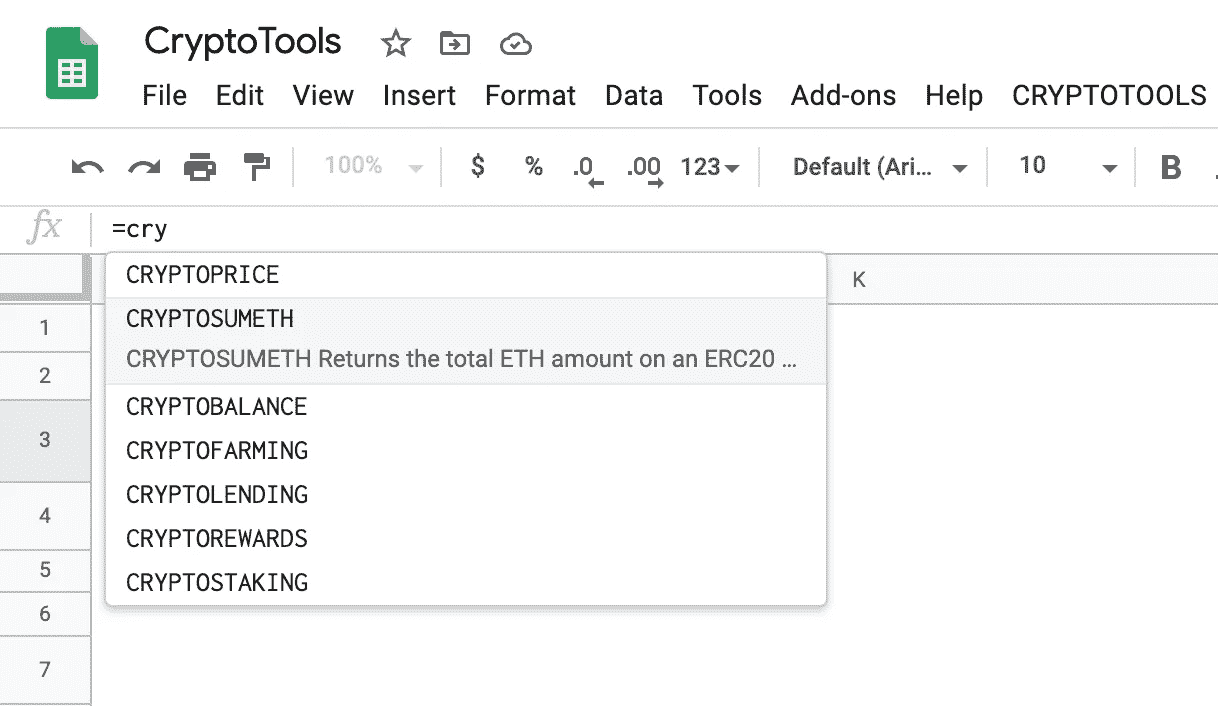 CryptoTools
File Edit View Insert Format Data Tools Add-ons Help CRYPTOTOOLS
100% $ % .0 .00 123 Default (Ari... 10 B
fx =cry
K
CRYPTOPRICE
1
CRYPTOSUMETH
CRYPTOSUMETH Returns the total ETH amount on an ERC20 ...
2
CRYPTOBALANCE
3
CRYPTOFARMING
CRYPTOLENDING
4
CRYPTOREWARDS
5
CRYPTOSTAKING
6
7